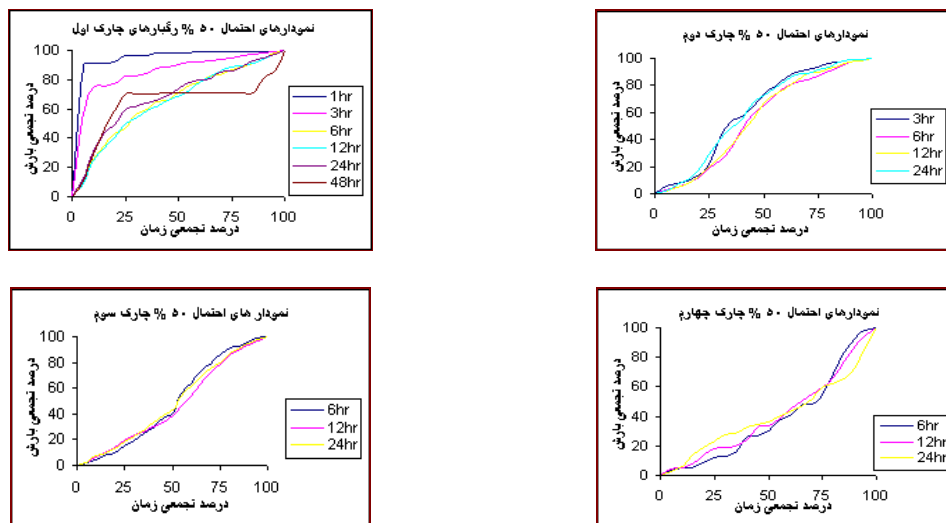 نمودارهای احتمال ۵۰ % رگبارهای چارک اول
درصد تجمعی بارش
100
80
60
40
20
0
0 25 50 75 100
درصد تجمعی زمان
1hr
3hr
6hr
12hr
24hr
48hr
نمودارهای احتمال ۵۰ % چارک دوم
درصد تجمعی بارش
100
80
60
40
20
0
0 25 50 75 100
درصد تجمعی زمان
3hr
6hr
12hr
24hr
نمودار های احتمال ۵۰ % چارک سوم
درصد تجمعی بارش
100
80
60
40
20
0
0 25 50 75 100
درصد تجمعی زمان
6hr
12hr
24hr
نمودارهای احتمال ۵۰ % چارک چهارم
درصد تجمعی بارش
100
80
60
40
20
0
0 25 50 75 100
درصد تجمعی زمان
6hr
12hr
24hr